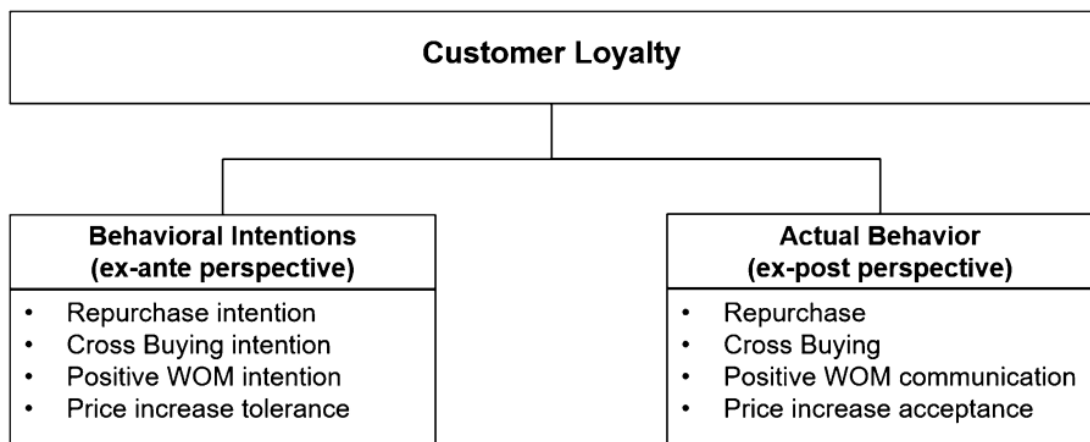 Customer Loyalty
Behavioral Intentions
(ex-ante perspective)
• Repurchase intention
• Cross Buying intention
• Positive WOM intention
• Price increase tolerance
Actual Behavior
(ex-post perspective)
• Repurchase
• Cross Buying
• Positive WOM communication
• Price increase acceptance